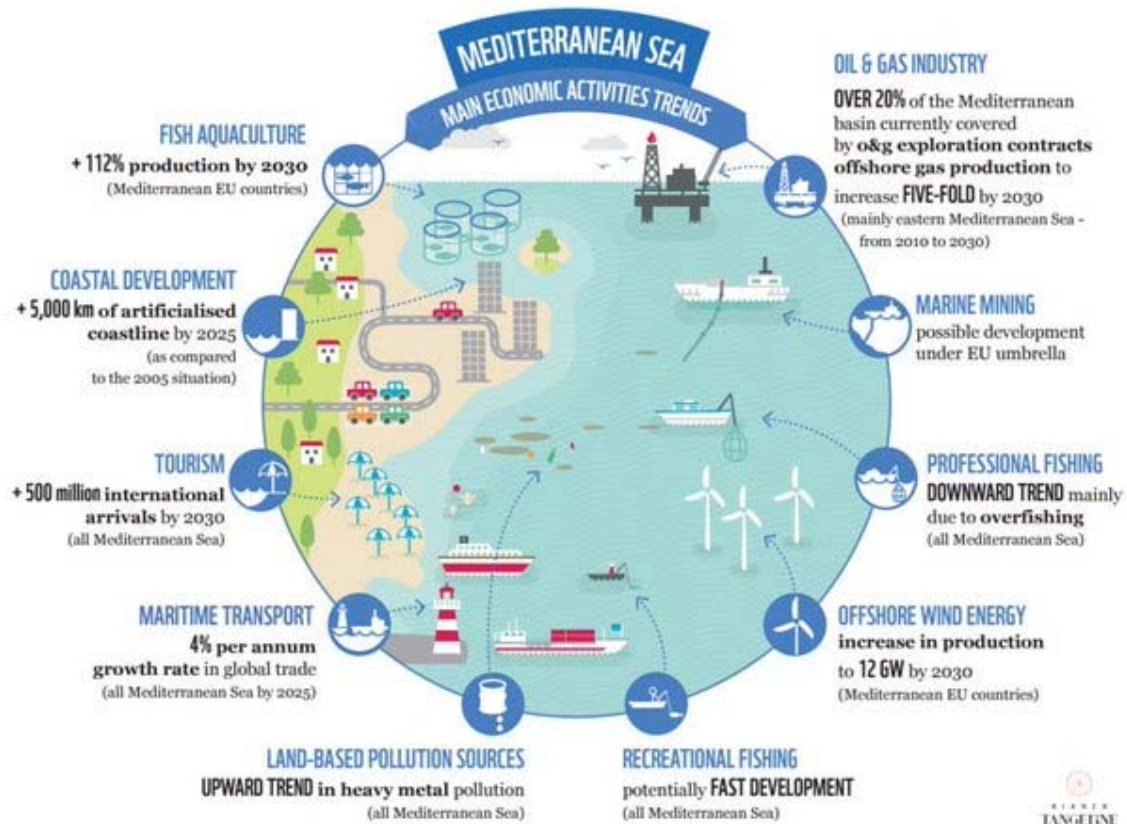 MEDITERRANEAN SEA
MAIN ECONOMIC ACTIVITIES TRENDS
FISH AQUACULTURE
+ 112% production by 2030
(Mediterranean EU countries)
COASTAL DEVELOPMENT
+ 5,000 km of artificialised
coastline by 2025
(as compared
to the 2005 situation)
TOURISM
+ 500 million international
arrivals by 2030
(all Mediterranean Sea)
MARITIME TRANSPORT
4% per annum
growth rate in global trade
(all Mediterranean Sea by 2025)
LAND-BASED POLLUTION SOURCES
UPWARD TREND in heavy metal pollution
(all Mediterranean Sea)
OIL & GAS INDUSTRY
OVER 20% of the Mediterranean
basin currently covered
by o&g exploration contracts
offshore gas production to
increase FIVE-FOLD by 2030
(mainly eastern Mediterranean Sea -
from 2010 to 2030)
MARINE MINING
possible development
under EU umbrella
PROFESSIONAL FISHING
DOWNWARD TREND mainly
due to overfishing
(all Mediterranean Sea)
OFFSHORE WIND ENERGY
increase in production
to 12 GW by 2030
(Mediterranean EU countries)
RECREATIONAL FISHING
potentially FAST DEVELOPMENT
(all Mediterranean Sea)
BIANCO
TANGERINE